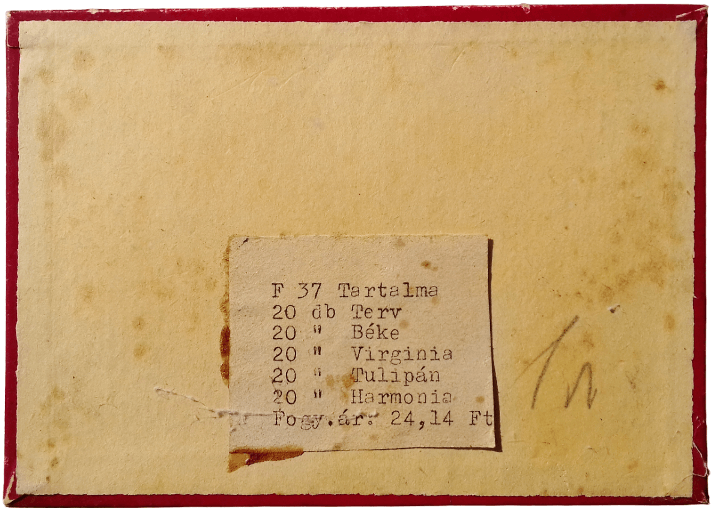 F 37 Tartalma
20 db Terv
20 " Béke
20 " Virginia
20 " Tulipán
20 " Harmonia
Fogy.ár: 24,14 Ft